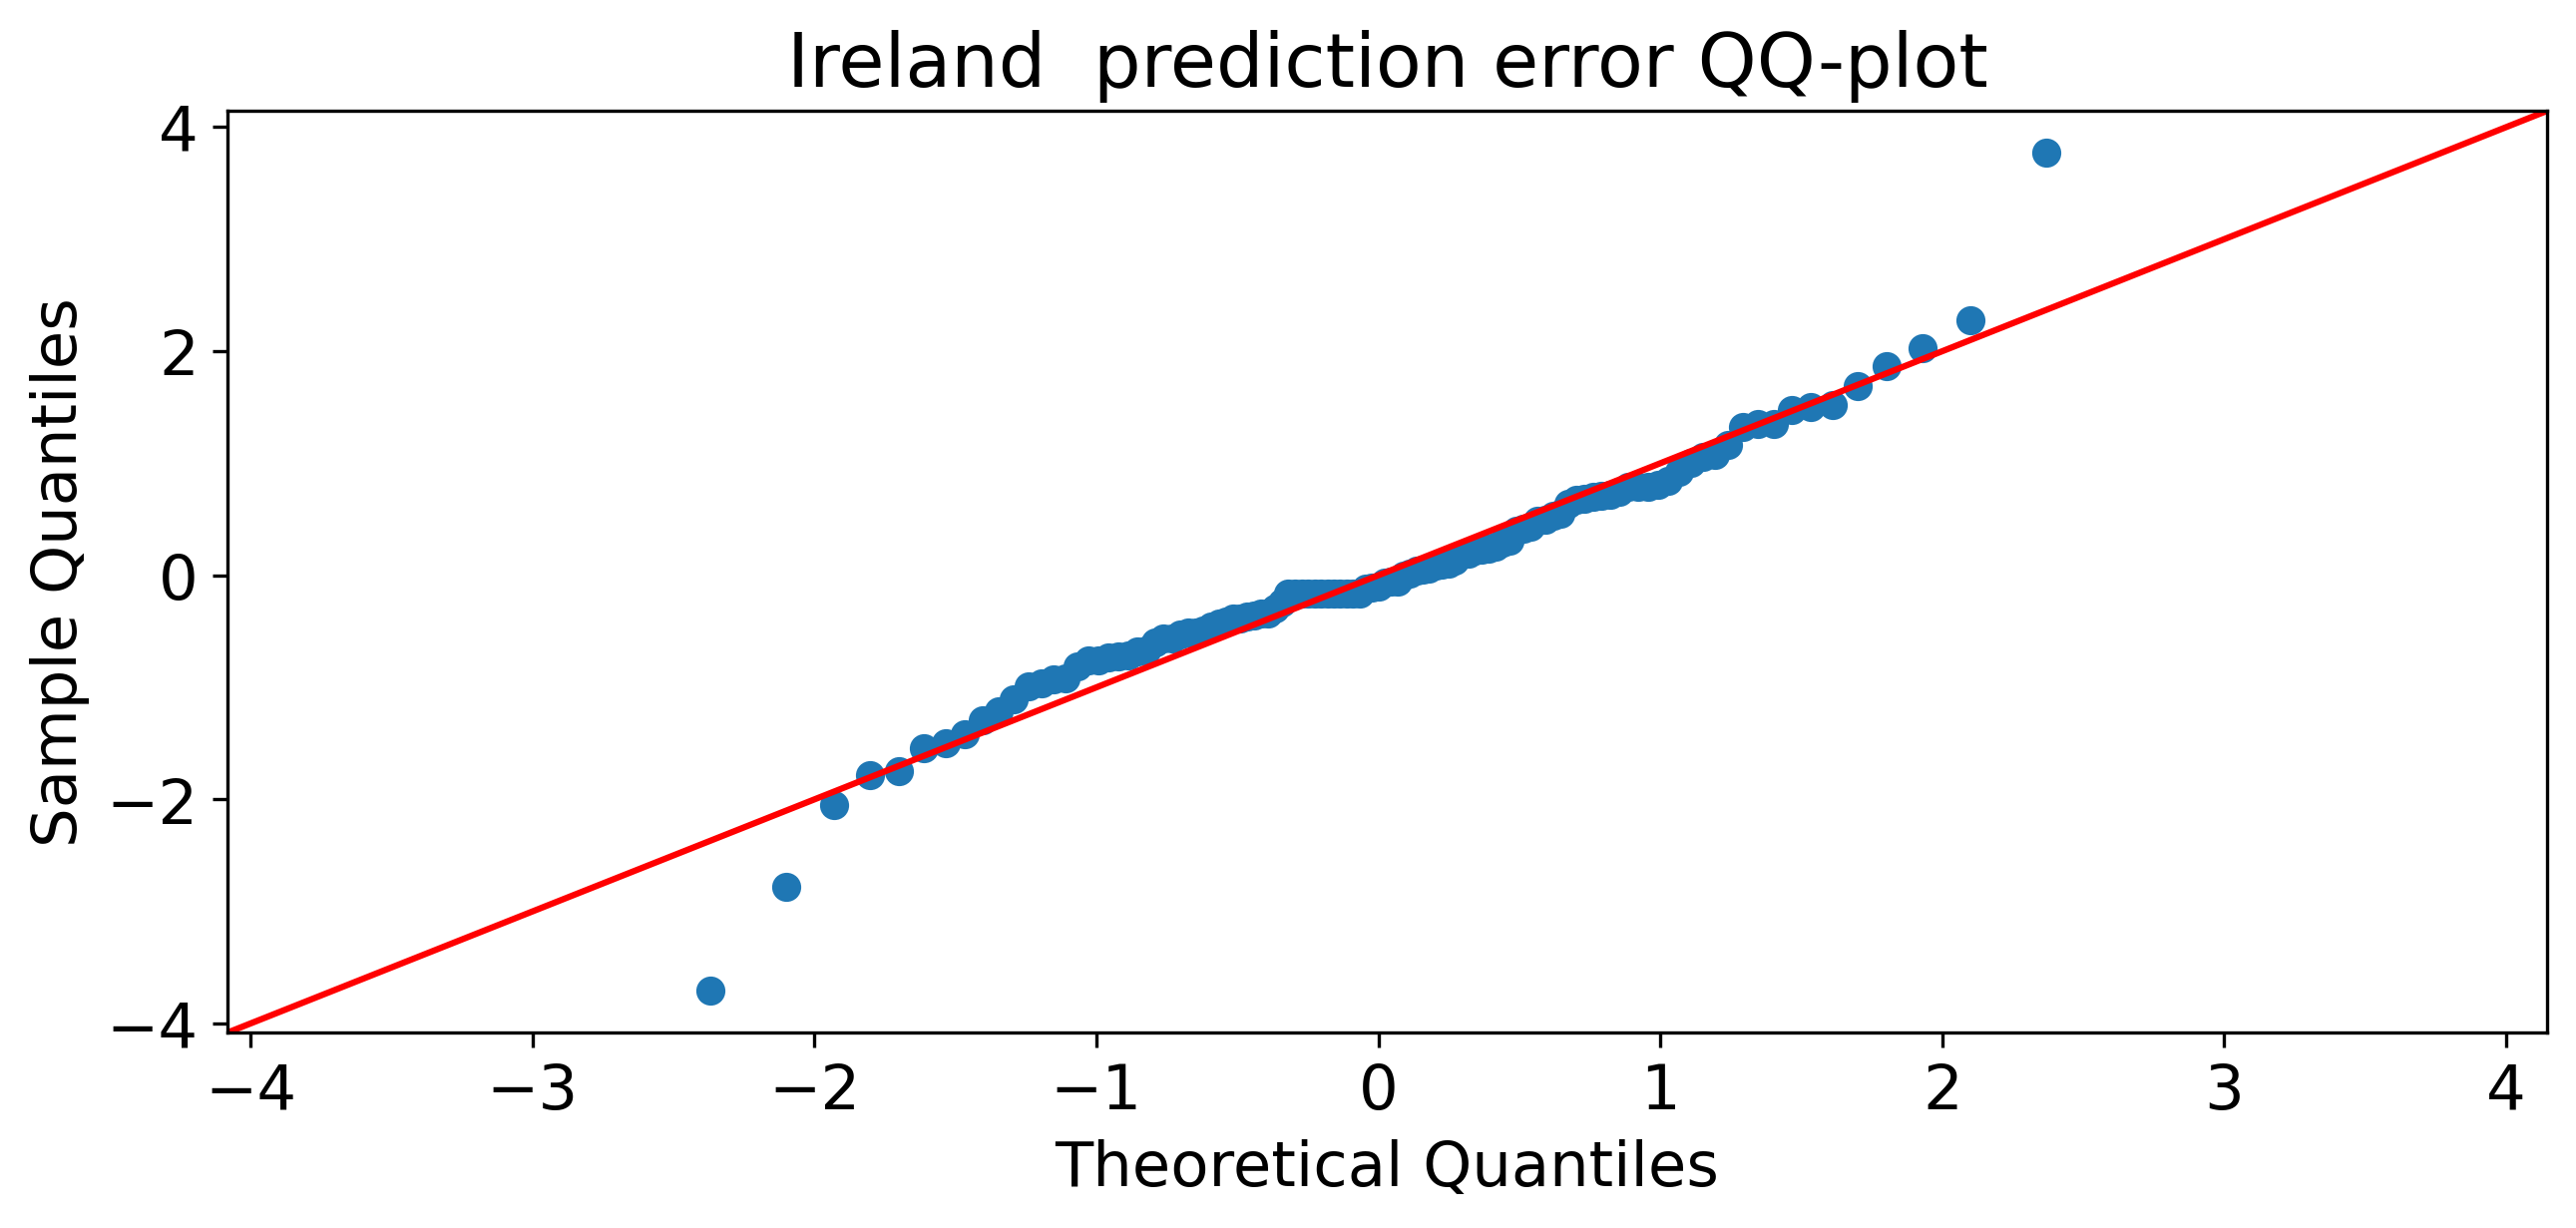 Ireland  prediction error QQ-plot
4
2
0
−2
−4
Sample Quantiles
−4 −3 −2 −1 0 1 2 3 4
Theoretical Quantiles